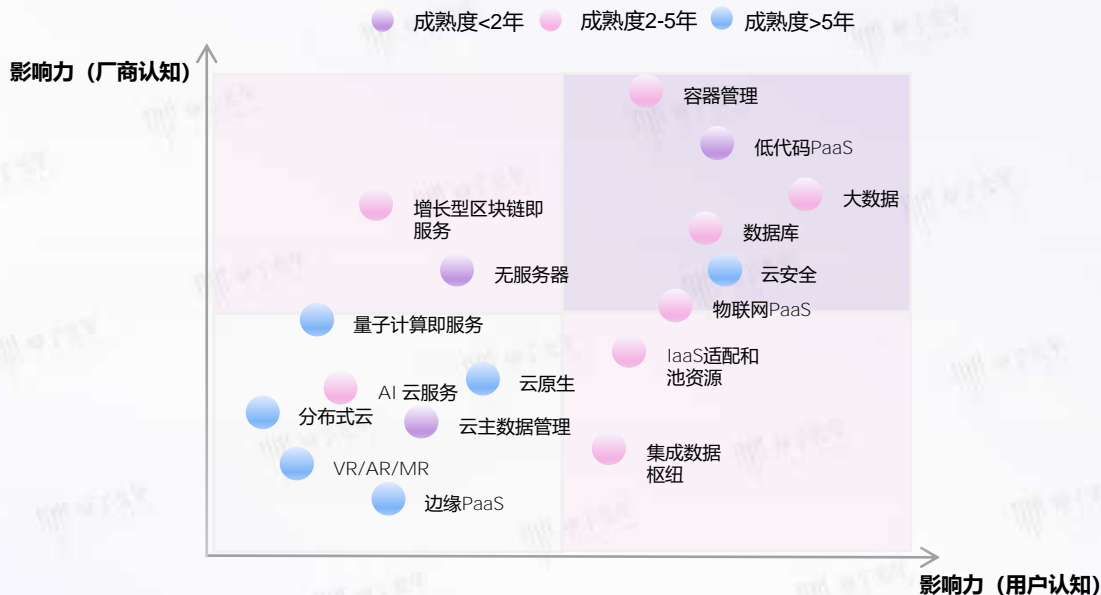 成熟度<2年
成熟度2-5年
成熟度>5年
影响力（厂商认知）
容器管理
低代码PaaS
大数据
增长型区块链即
服务
数据库
无服务器
云安全
物联网PaaS
量子计算即服务
IaaS适配和
池资源
云原生
AI 云服务
分布式云
云主数据管理
集成数据
枢纽
VR/AR/MR
边缘PaaS
影响力（用户认知）